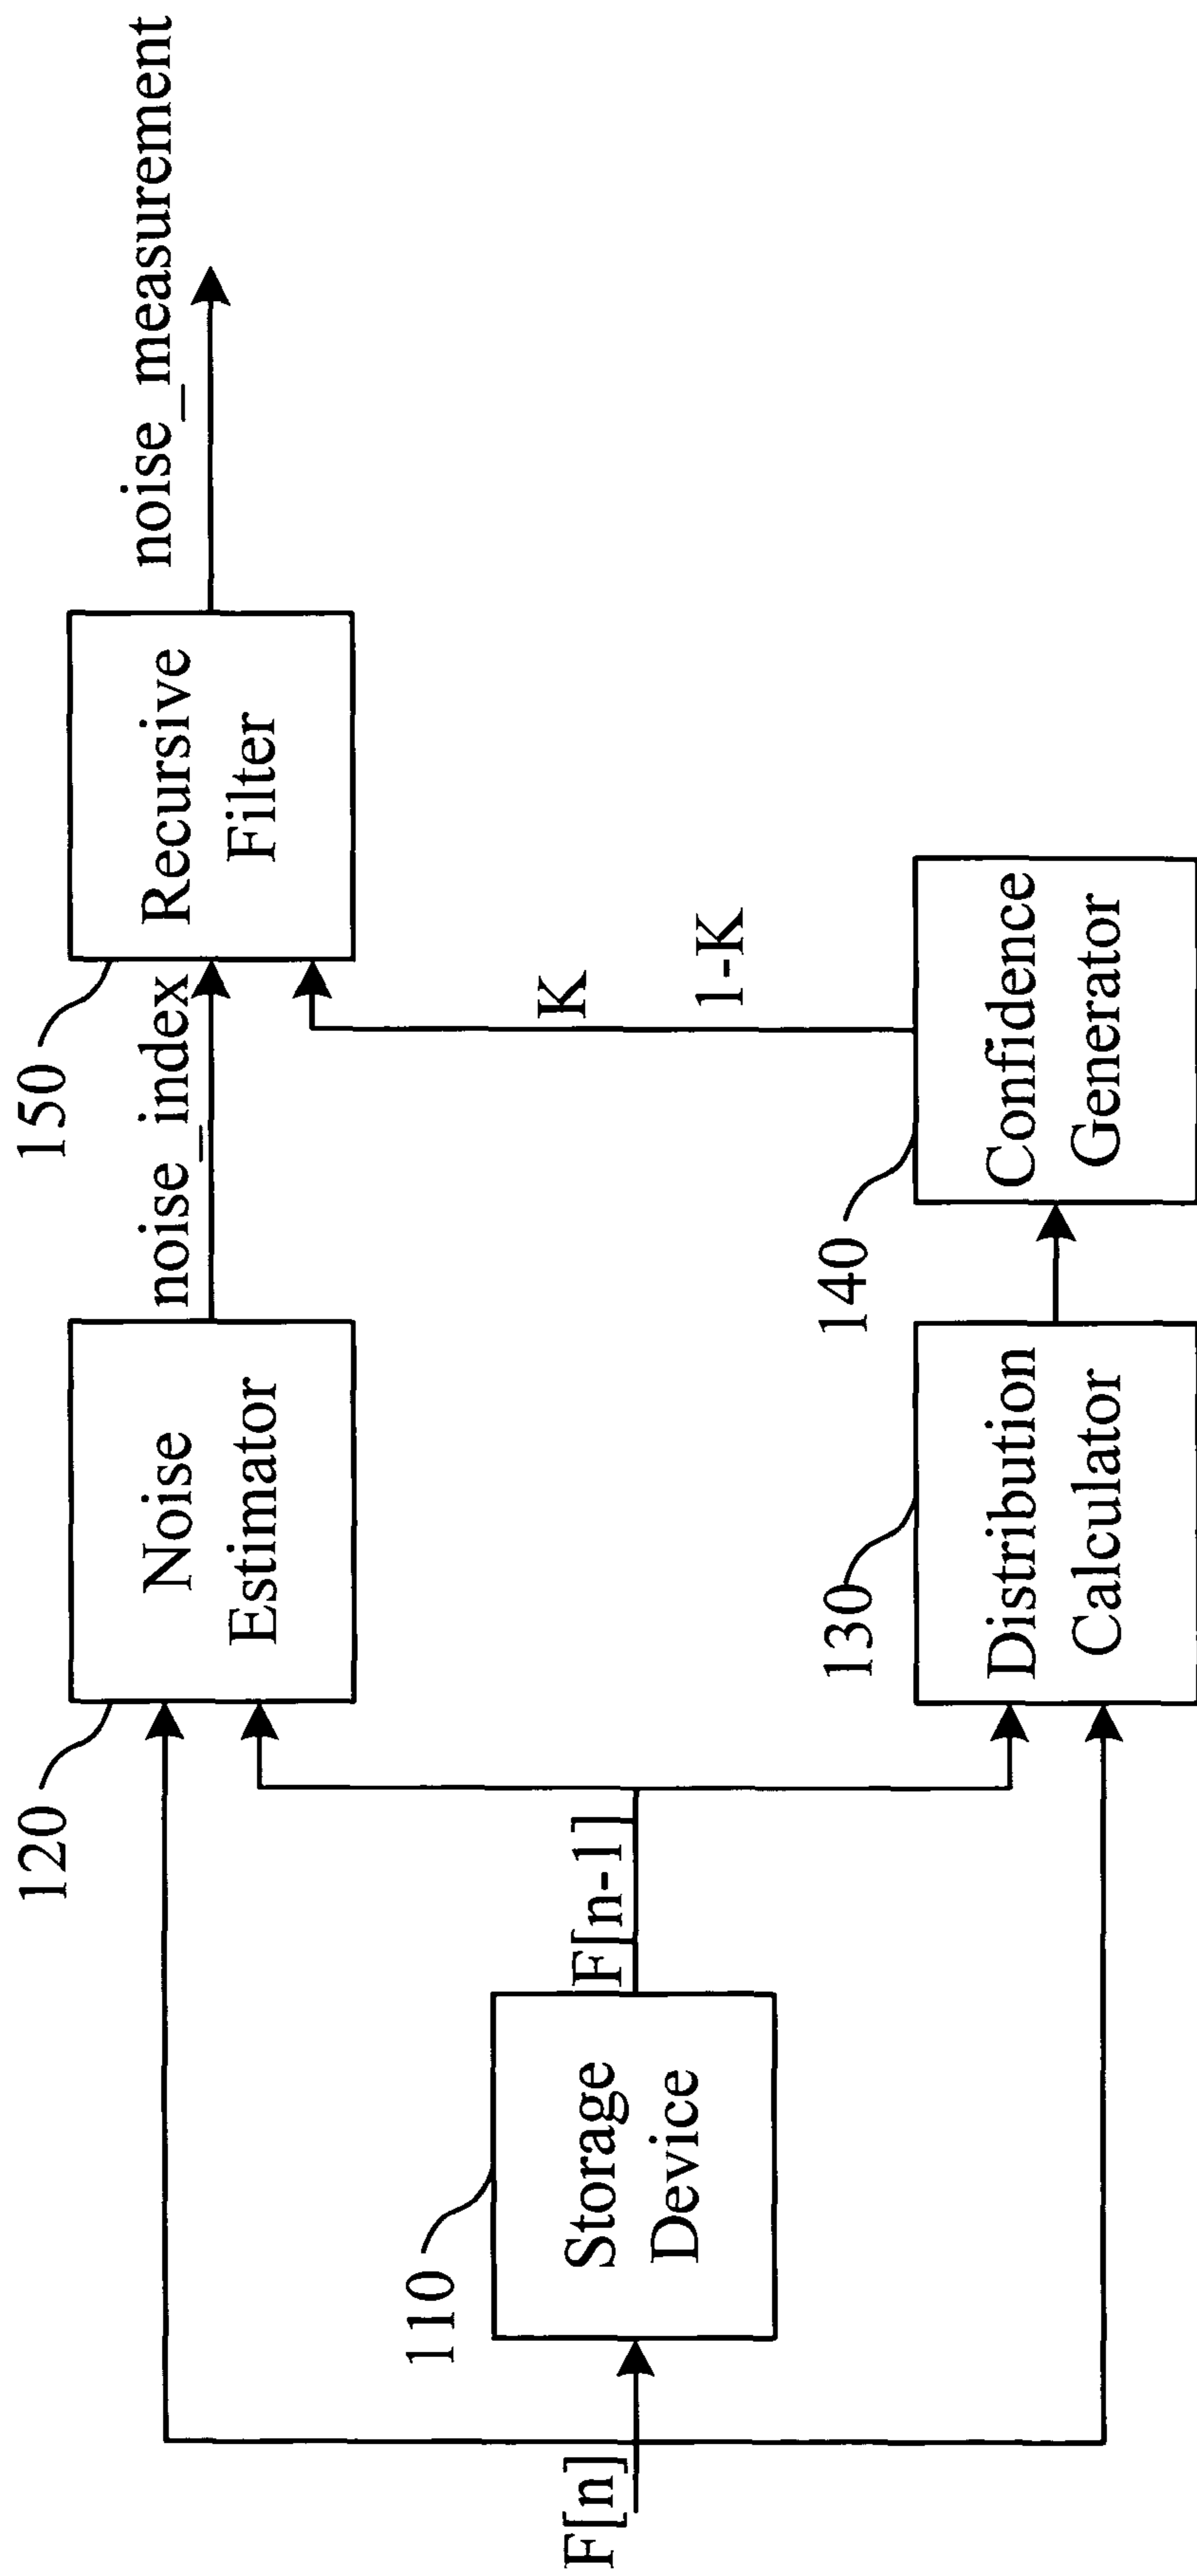 F[n]
110
Storage
Device
F[n-1]
120
Noise
Estimator
noise_index
130
Distribution
Calculator
140
Confidence
Generator
K
1-K
150
Recursive
Filter
noise_measurement